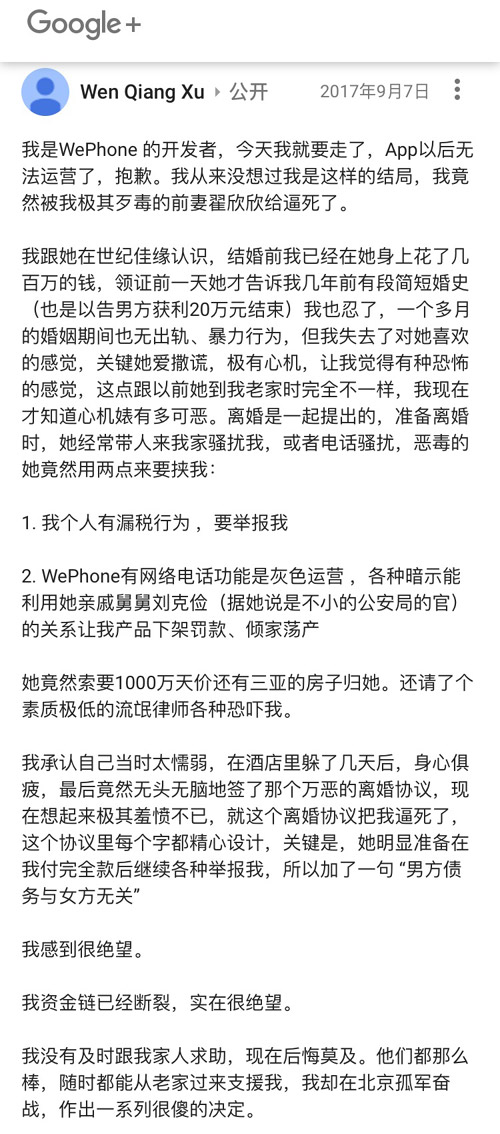 Google+
Wen Qiang Xu ▸ 公开 2017年9月7日
我是WePhone 的开发者，今天我就要走了，App以后无
法运营了，抱歉。我从来没想过我是这样的结局，我竟
然被我极其歹毒的前妻翟欣欣给逼死了。
我跟她在世纪佳缘认识，结婚前我已经在她身上花了几
百万的钱，领证前一天她才告诉我几年前有段简短婚史
（也是以告男方获利20万元结束）我也忍了，一个多月
的婚姻期间也无出轨、暴力行为，但我失去了对她喜欢
的感觉，关键她爱撒谎，极有心机，让我觉得有种恐怖
的感觉，这点跟以前她到我老家时完全不一样，我现在
才知道心机婊有多可恶。离婚是一起提出的，准备离婚
时，她经常带人来我家骚扰我，或者电话骚扰，恶毒的
她竟然用两点来要挟我：
1. 我个人有漏税行为 ，要举报我
2. WePhone有网络电话功能是灰色运营 ，各种暗示能
利用她亲戚舅舅刘克俭（据她说是不小的公安局的官）
的关系让我产品下架罚款、倾家荡产
她竟然索要1000万天价还有三亚的房子归她。还请了个
素质极低的流氓律师各种恐吓我。
我承认自己当时太懦弱，在酒店里躲了几天后，身心俱
疲，最后竟然无头无脑地签了那个万恶的离婚协议，现
在想起来极其羞愤不已，就这个离婚协议把我逼死了，
这个协议里每个字都精心设计，关键是，她明显准备在
我付完全款后继续各种举报我，所以加了一句 “男方债
务与女方无关”
我感到很绝望。
我资金链已经断裂，实在很绝望。
我没有及时跟我家人求助，现在后悔莫及。他们都那么
棒，随时都能从老家过来支援我，我却在北京孤军奋
战，作出一系列很傻的决定。